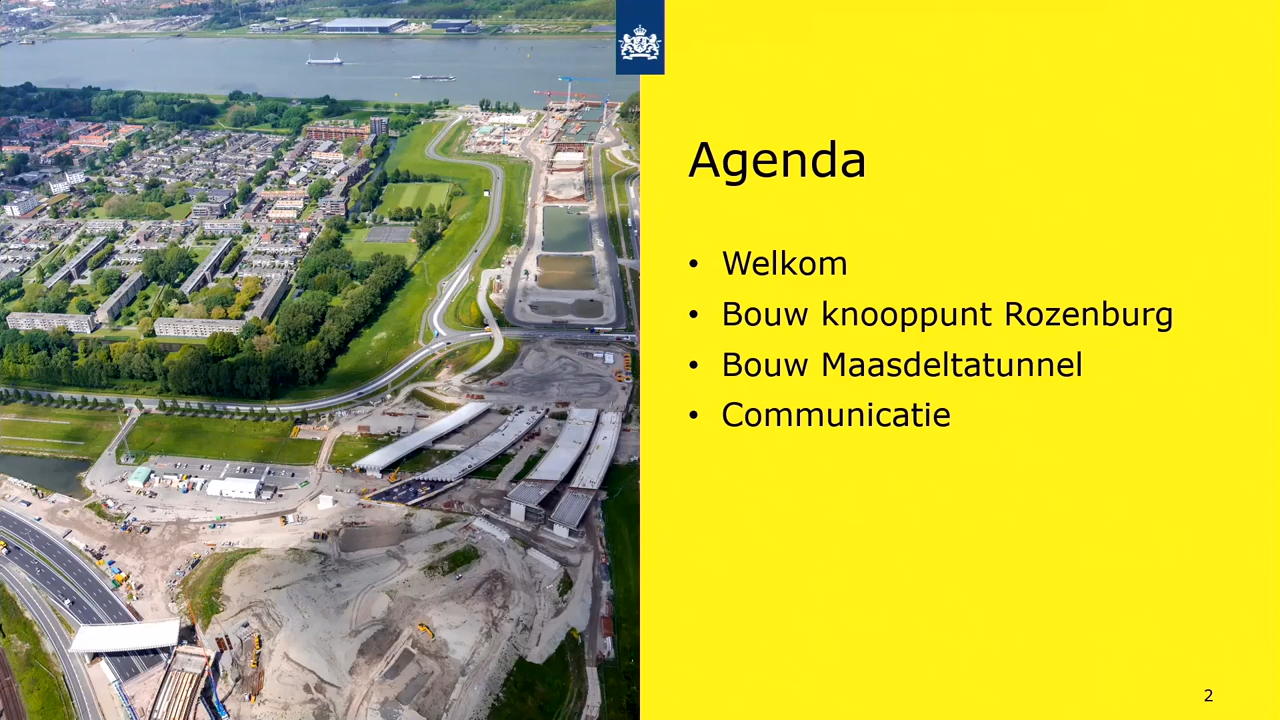 Agenda
• Welkom
• Bouw knooppunt Rozenburg
• Bouw Maasdeltatunnel
• Communicatie
2